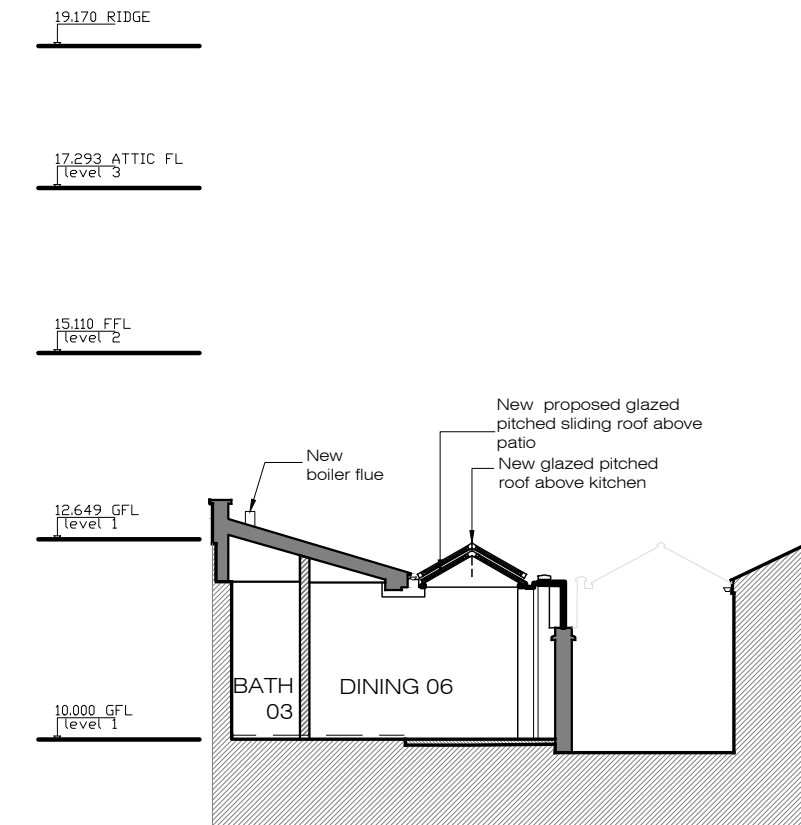 19.170 RIDGE
17.293 ATTIC FL
level 3
15.110 FFL
level 2
New proposed glazed
pitched sliding roof above
patio
New
boiler flue
New glazed pitched
roof above kitchen
12.649 GFL
level 1
BATH
03
DINING 06
10.000 GFL
level 1